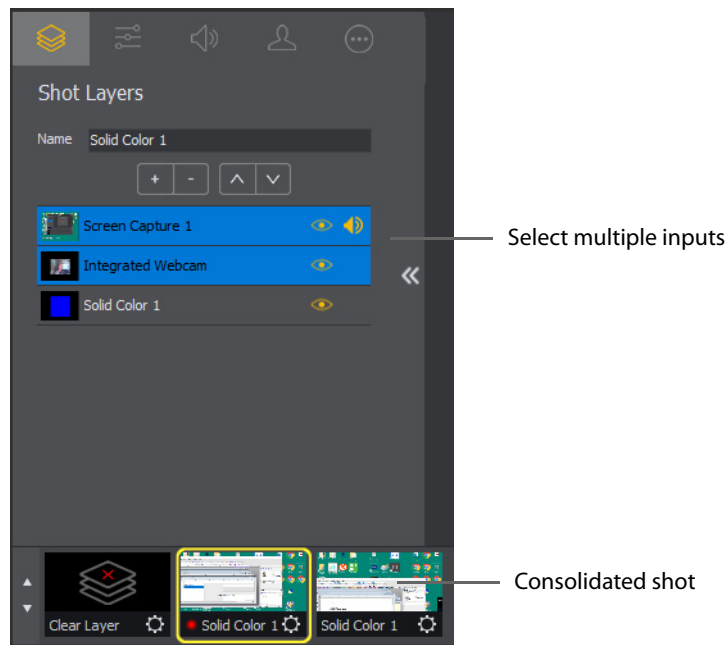 Shot Layers
Name Solid Color 1
+ -
Screen Capture 1
Select multiple inputs
Integrated Webcam
Solid Color 1
Consolidated shot
Clear Layer
Solid Color 1
Solid Color 1